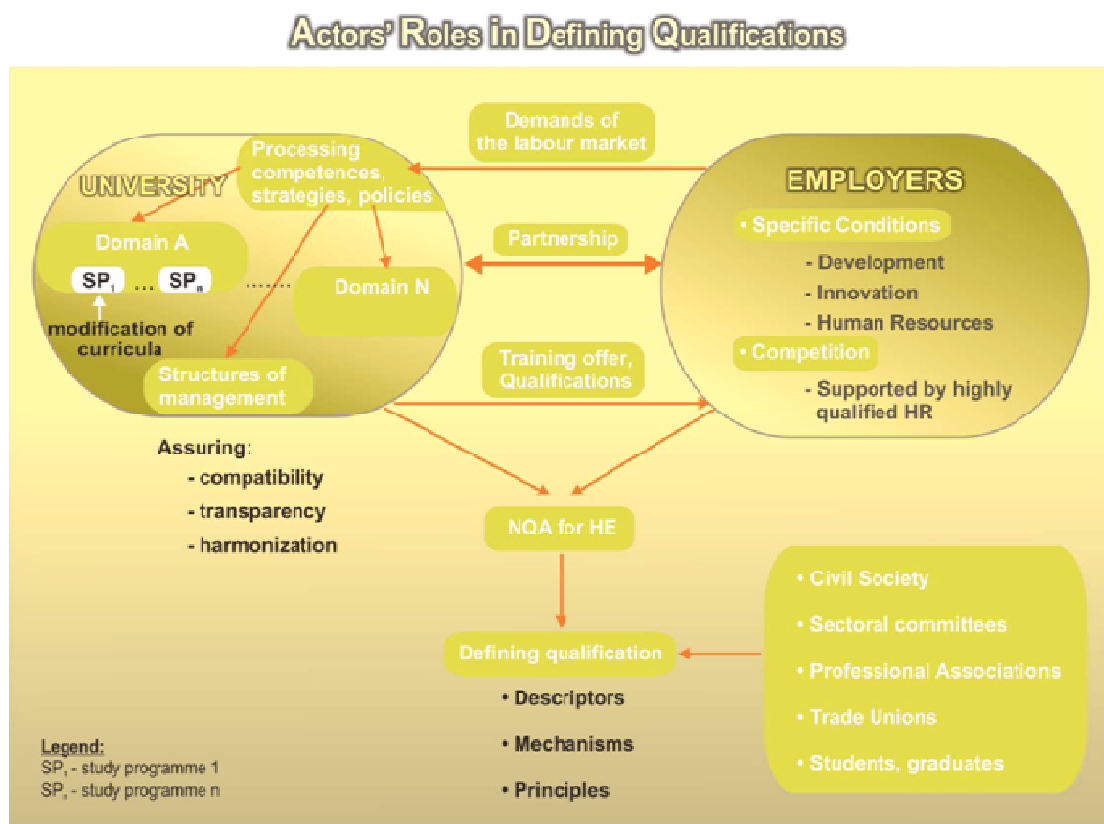 Actors' Roles in Defining Qualifications
Demands of
the labour market
Processing
competences,
strategies, policies
UNIVERSITY
Domain A
SP1 ... SPn
........
Domain N
modification of
curricula
Structures of
management
Partnership
Training offer,
Qualifications
EMPLOYERS
• Specific Conditions
- Development
- Innovation
- Human Resources
• Competition
- Supported by highly
qualified HR
Assuring:
- compatibility
- transparency
- harmonization
NQA for HE
Defining qualification
• Descriptors
• Mechanisms
• Principles
• Civil Society
• Sectoral committees
• Professional Associations
• Trade Unions
• Students, graduates
Legend:
SP, - study programme 1
SP, - study programme n